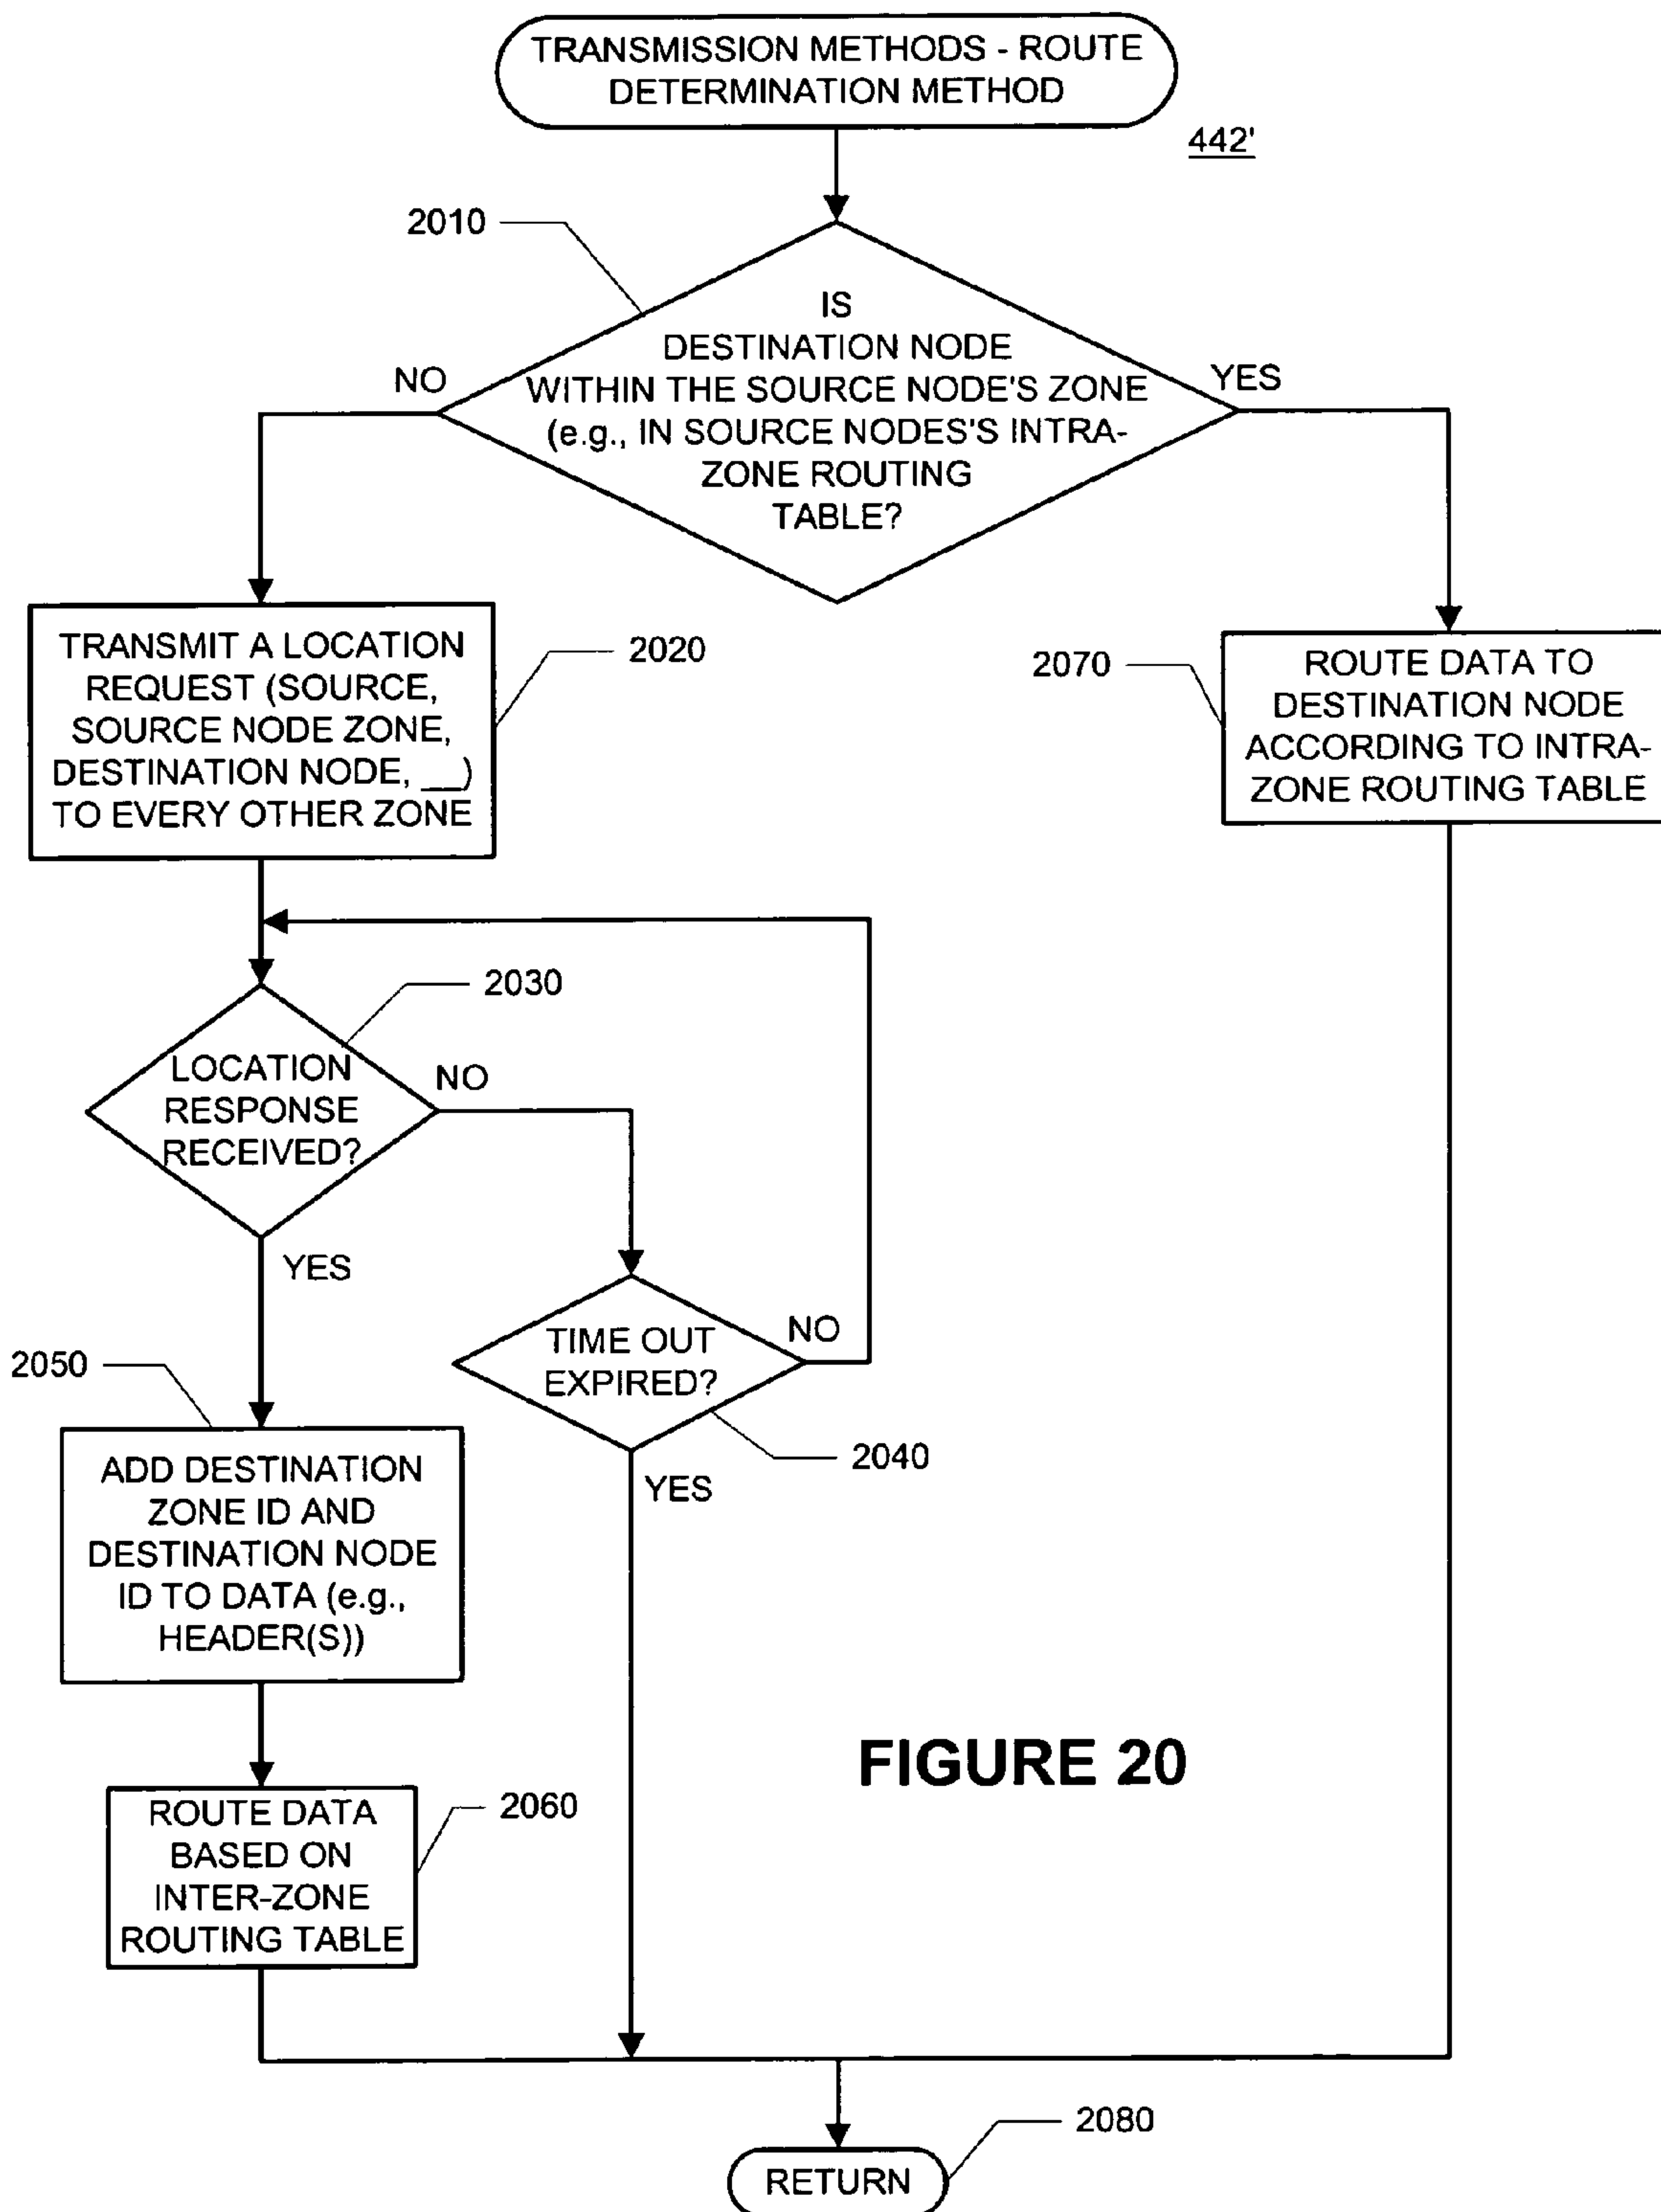 TRANSMISSION METHODS - ROUTE
DETERMINATION METHOD
442'
2010
IS
DESTINATION NODE
WITHIN THE SOURCE NODE'S ZONE
(e.g., IN SOURCE NODES'S INTRA-
ZONE ROUTING
TABLE?
NO
YES
TRANSMIT A LOCATION
REQUEST (SOURCE,
SOURCE NODE ZONE,
DESTINATION NODE, __)
TO EVERY OTHER ZONE
2020
2070
ROUTE DATA TO
DESTINATION NODE
ACCORDING TO INTRA-
ZONE ROUTING TABLE
2030
LOCATION
RESPONSE
RECEIVED?
NO
YES
TIME OUT
EXPIRED?
NO
2040
YES
2050
ADD DESTINATION
ZONE ID AND
DESTINATION NODE
ID TO DATA (e.g.,
HEADER(S))
2060
ROUTE DATA
BASED ON
INTER-ZONE
ROUTING TABLE
FIGURE 20
2080
RETURN